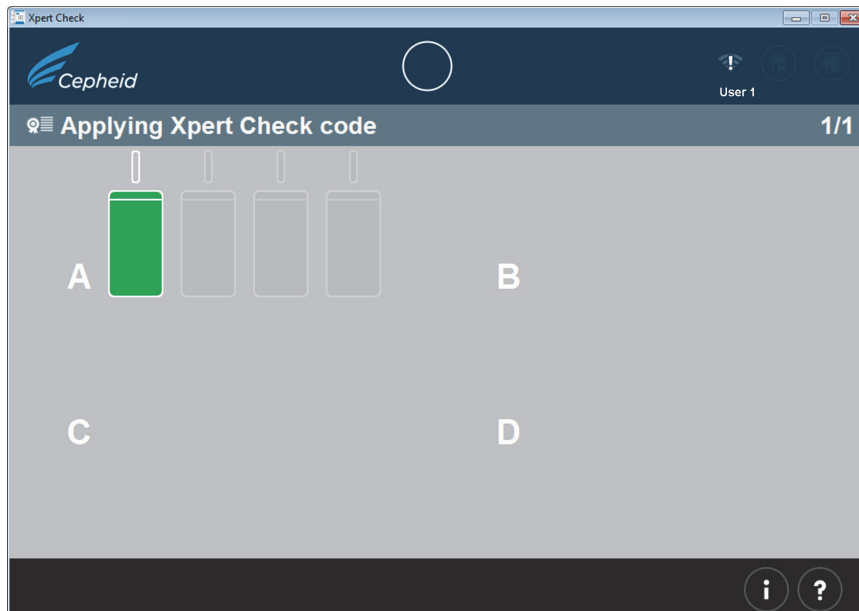 Xpert Check
Cepheid
User 1
Applying Xpert Check code 1/1
A B
C D
i ?